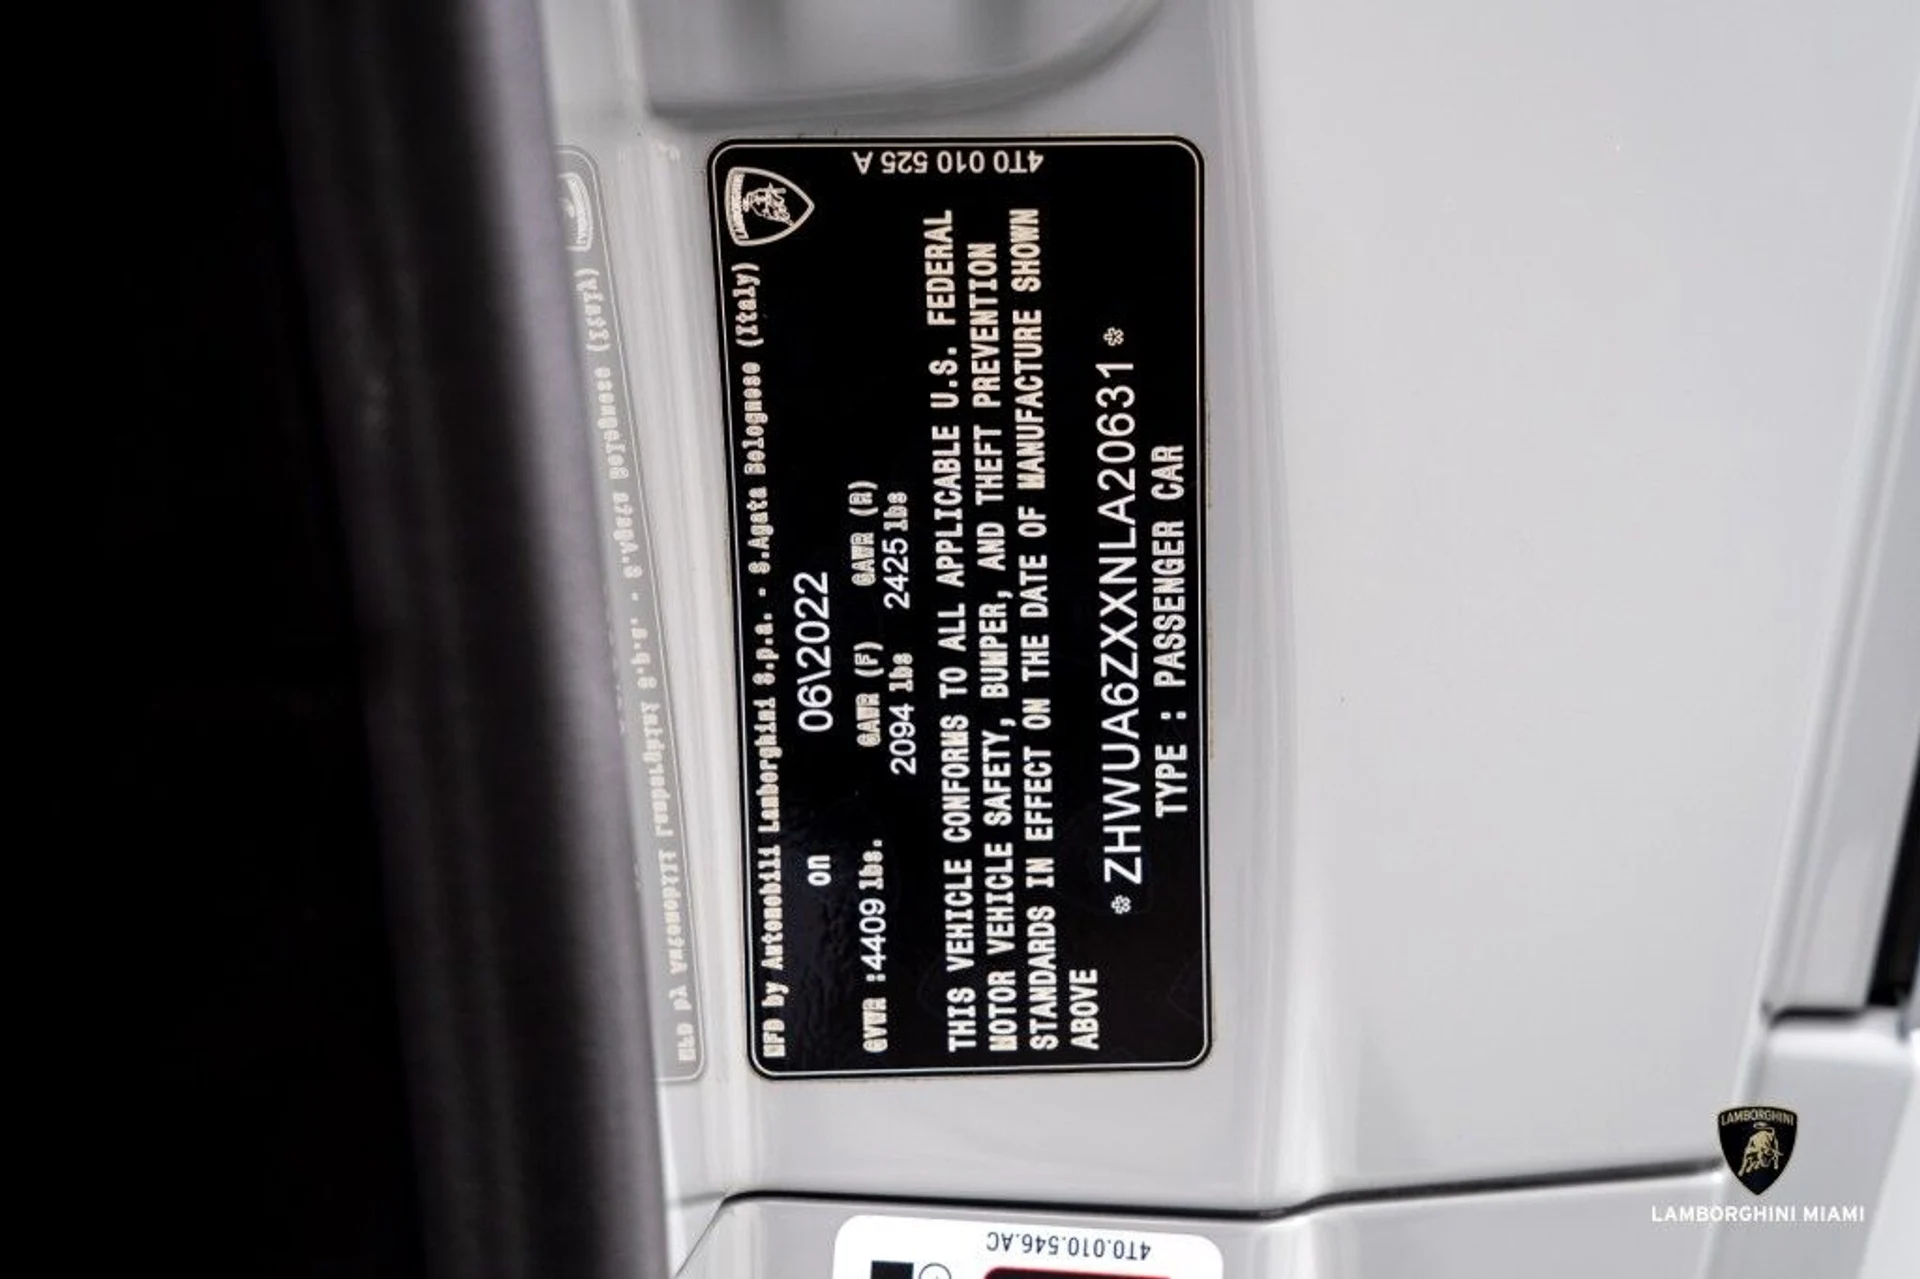 4T0 010 525 A
LAMBORGHINI
MFD by Automobili Lamborghini S.p.a. - S.Agata Bolognese (Italy)
on 06\2022
GVWR :4409 lbs. GAWR (F) GAWR (R)
2094 lbs 2425 lbs
THIS VEHICLE CONFORMS TO ALL APPLICABLE U.S. FEDERAL
MOTOR VEHICLE SAFETY, BUMPER, AND THEFT PREVENTION
STANDARDS IN EFFECT ON THE DATE OF MANUFACTURE SHOWN
ABOVE
* ZHWUA6ZXXNLA20631 *
TYPE : PASSENGER CAR
4T0.010.546.AC
LAMBORGHINI
LAMBORGHINI MIAMI